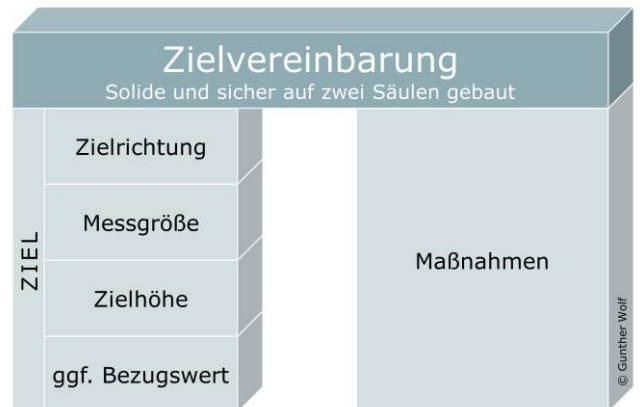 Zielvereinbarung
Solide und sicher auf zwei Säulen gebaut
ZIEL
Zielrichtung
Messgröße
Zielhöhe
ggf. Bezugswert
Maßnahmen
© Gunther Wolf